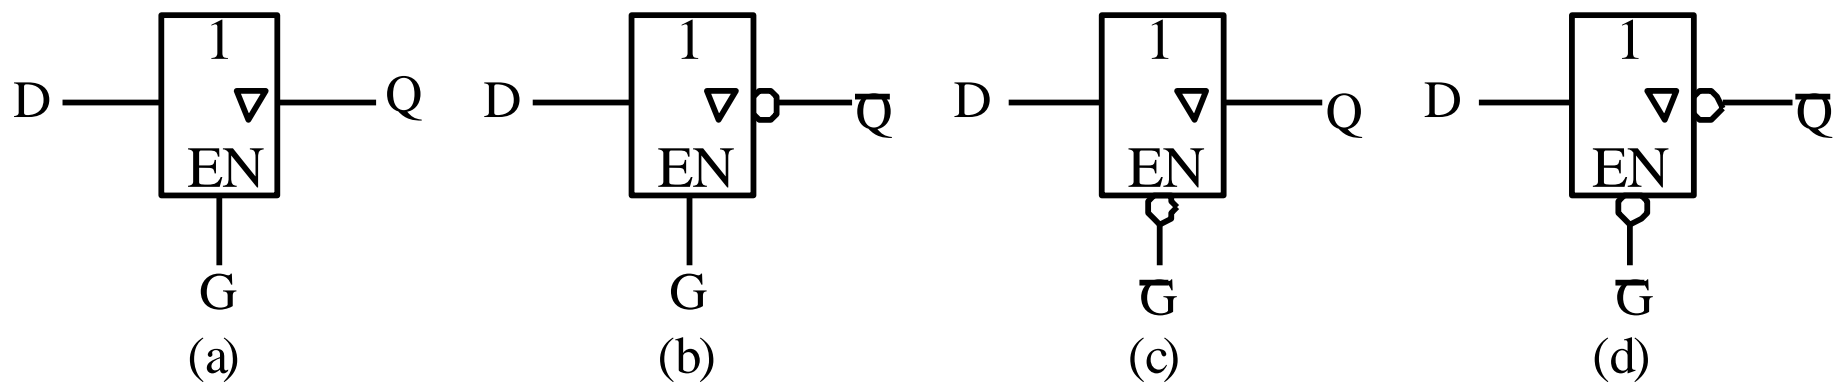 1 1 1 1
D Q D Q̅ D Q D Q̅
EN EN EN EN
G G G̅ G̅
(a) (b) (c) (d)